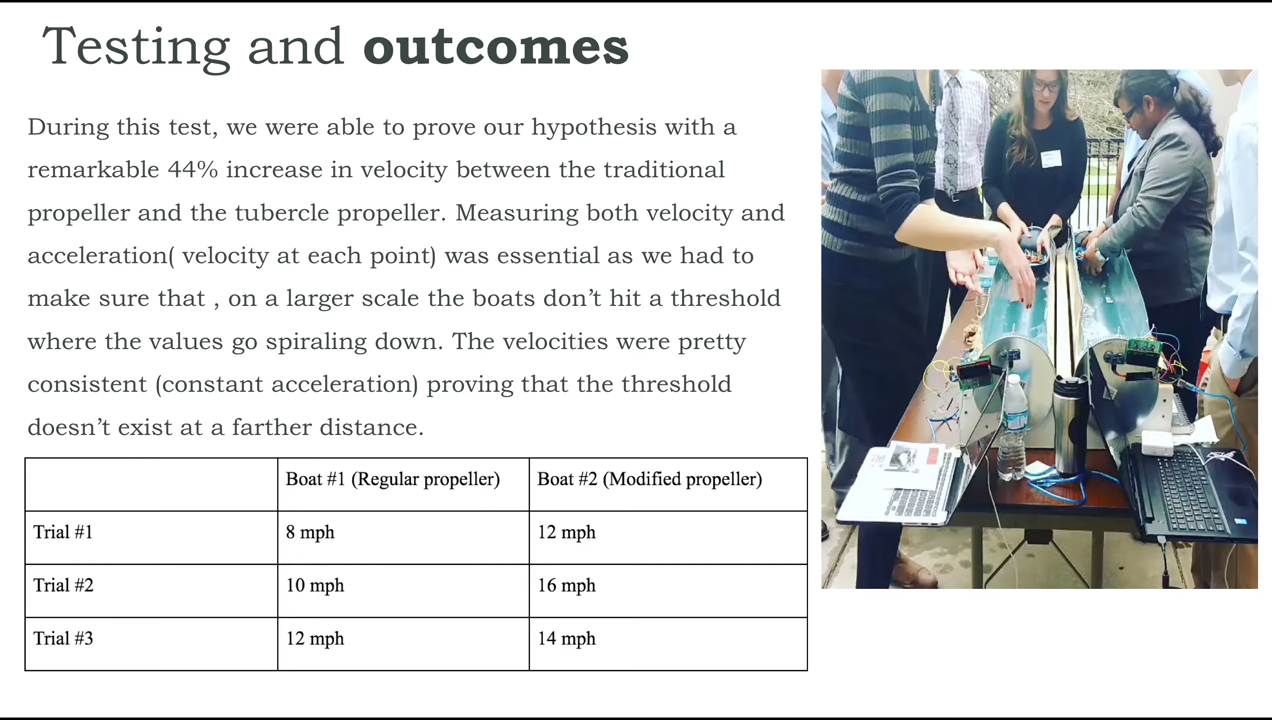 Testing and outcomes
During this test, we were able to prove our hypothesis with a
remarkable 44% increase in velocity between the traditional
propeller and the tubercle propeller. Measuring both velocity and
acceleration( velocity at each point) was essential as we had to
make sure that , on a larger scale the boats don’t hit a threshold
where the values go spiraling down. The velocities were pretty
consistent (constant acceleration) proving that the threshold
doesn’t exist at a farther distance.
Boat #1 (Regular propeller) Boat #2 (Modified propeller)
Trial #1 8 mph 12 mph
Trial #2 10 mph 16 mph
Trial #3 12 mph 14 mph